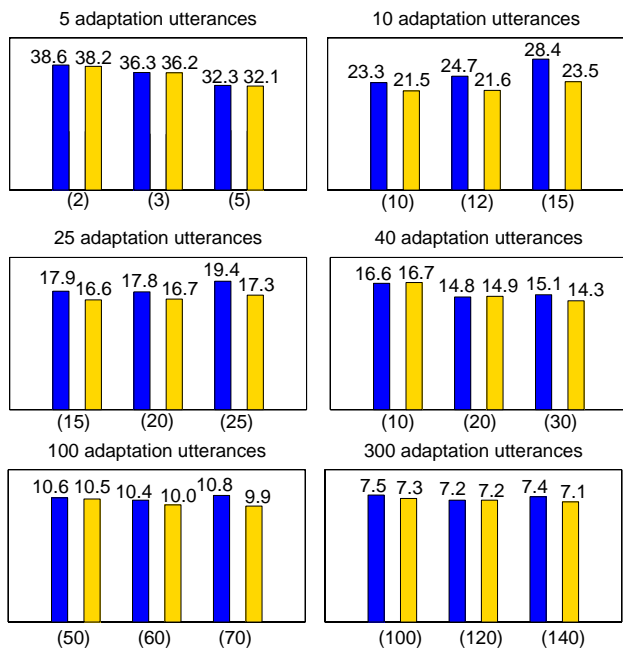 5 adaptation utterances
38.6 38.2 36.3 36.2 32.3 32.1
(2) (3) (5)
10 adaptation utterances
23.3 21.5 24.7 21.6 28.4 23.5
(10) (12) (15)
25 adaptation utterances
17.9 16.6 17.8 16.7 19.4 17.3
(15) (20) (25)
40 adaptation utterances
16.6 16.7 14.8 14.9 15.1 14.3
(10) (20) (30)
100 adaptation utterances
10.6 10.5 10.4 10.0 10.8 9.9
(50) (60) (70)
300 adaptation utterances
7.5 7.3 7.2 7.2 7.4 7.1
(100) (120) (140)